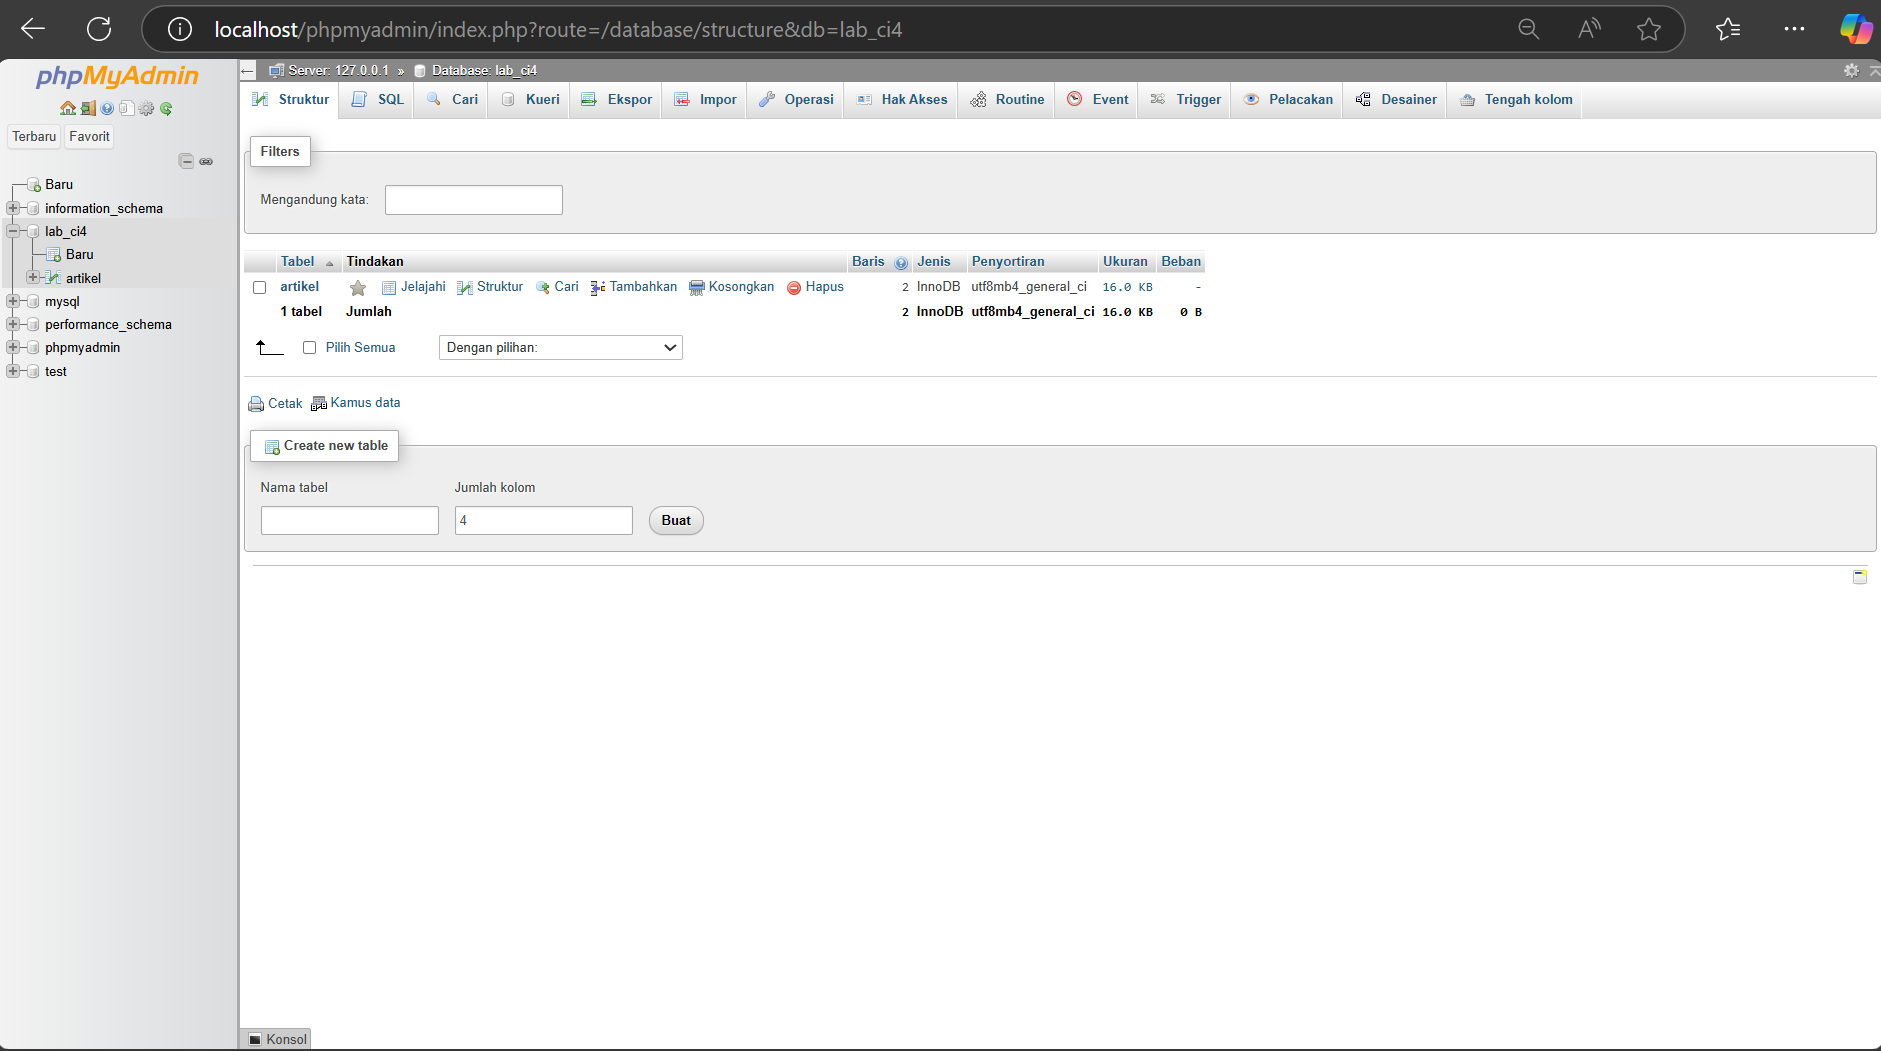 localhost/phpmyadmin/index.php?route=/database/structure&db=lab_ci4
phpMyAdmin
Terbaru Favorit
Baru
information_schema
lab_ci4
Baru
artikel
mysql
performance_schema
phpmyadmin
test
Server: 127.0.0.1 » Database: lab_ci4
Struktur SQL Cari Kueri Ekspor Impor Operasi Hak Akses Routine Event Trigger Pelacakan Desainer Tengah kolom
Filters
Mengandung kata:
Tabel Tindakan Baris Jenis Penyortiran Ukuran Beban
artikel Jelajahi Struktur Cari Tambahkan Kosongkan Hapus 2 InnoDB utf8mb4_general_ci 16.0 KB -
1 tabel Jumlah 2 InnoDB utf8mb4_general_ci 16.0 KB 0 B
Pilih Semua Dengan pilihan:
Cetak Kamus data
Create new table
Nama tabel Jumlah kolom
4 Buat
Konsol